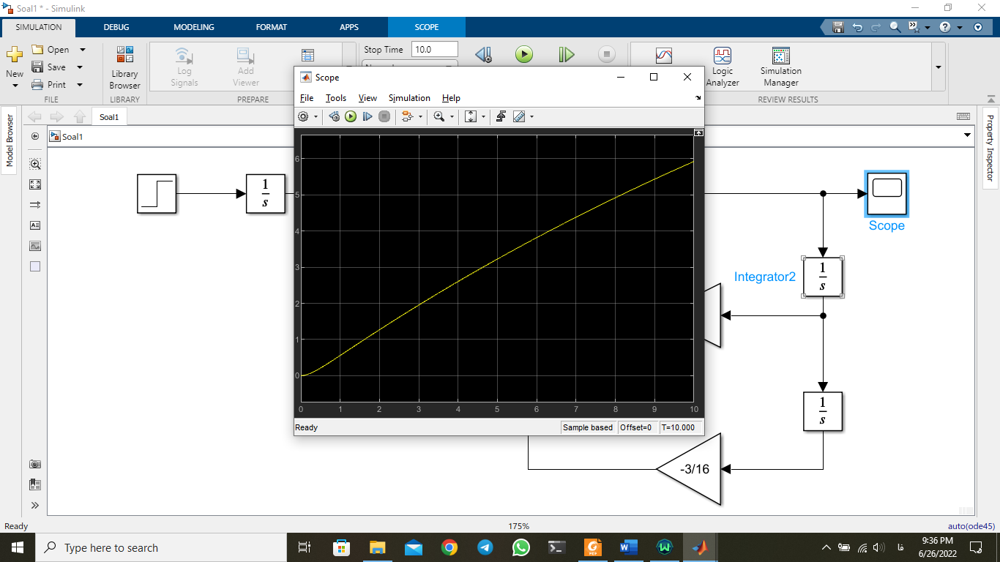 Soal1 * - Simulink
SIMULATION DEBUG MODELING FORMAT APPS SCOPE
New
Open
Save
Print
FILE
Library
Browser
LIBRARY
Log
Signals
Add
Viewer
PREPARE
Stop Time 10.0
Logic
Analyzer
Simulation
Manager
REVIEW RESULTS
Model Browser
Soal1
Property Inspector
Soal1
Scope
File Tools View Simulation Help
6
5
4
3
2
1
0
0 1 2 3 4 5 6 7 8 9 10
Ready Sample based Offset=0 T=10.000
1
s
Scope
Integrator2
1
s
1
s
-3/16
Ready 175% auto(ode45)
Type here to search
فا
9:36 PM
6/26/2022